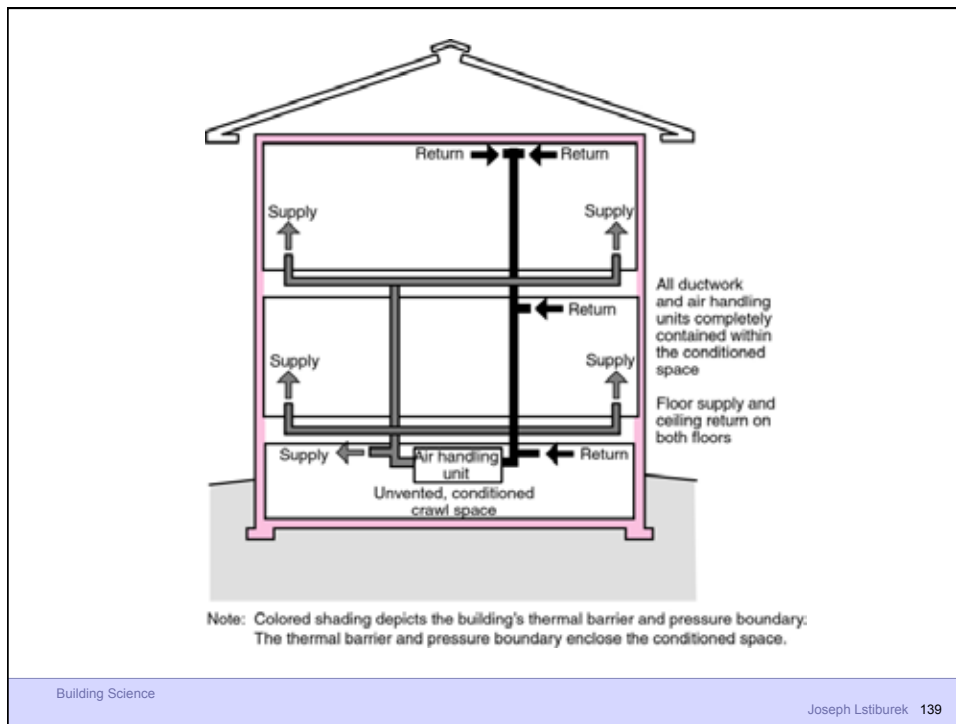 Return Return
Supply Supply
Return
All ductwork
and air handling
units completely
contained within
the conditioned
space
Supply Supply
Floor supply and
ceiling return on
both floors
Supply Air handling
unit Return
Unvented, conditioned
crawl space
Note: Colored shading depicts the building's thermal barrier and pressure boundary.
The thermal barrier and pressure boundary enclose the conditioned space.
Building Science
Joseph Lstiburek 139